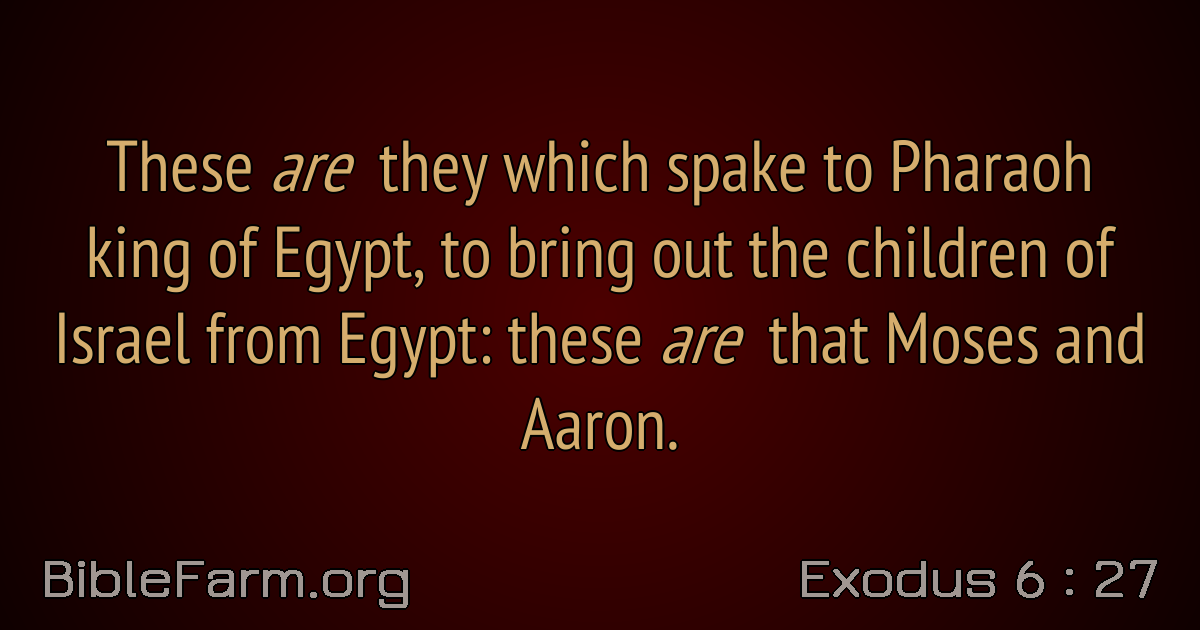 These are they which spake to Pharaoh
king of Egypt, to bring out the children of
Israel from Egypt: these are that Moses and
Aaron.
BibleFarm.org
Exodus 6 : 27